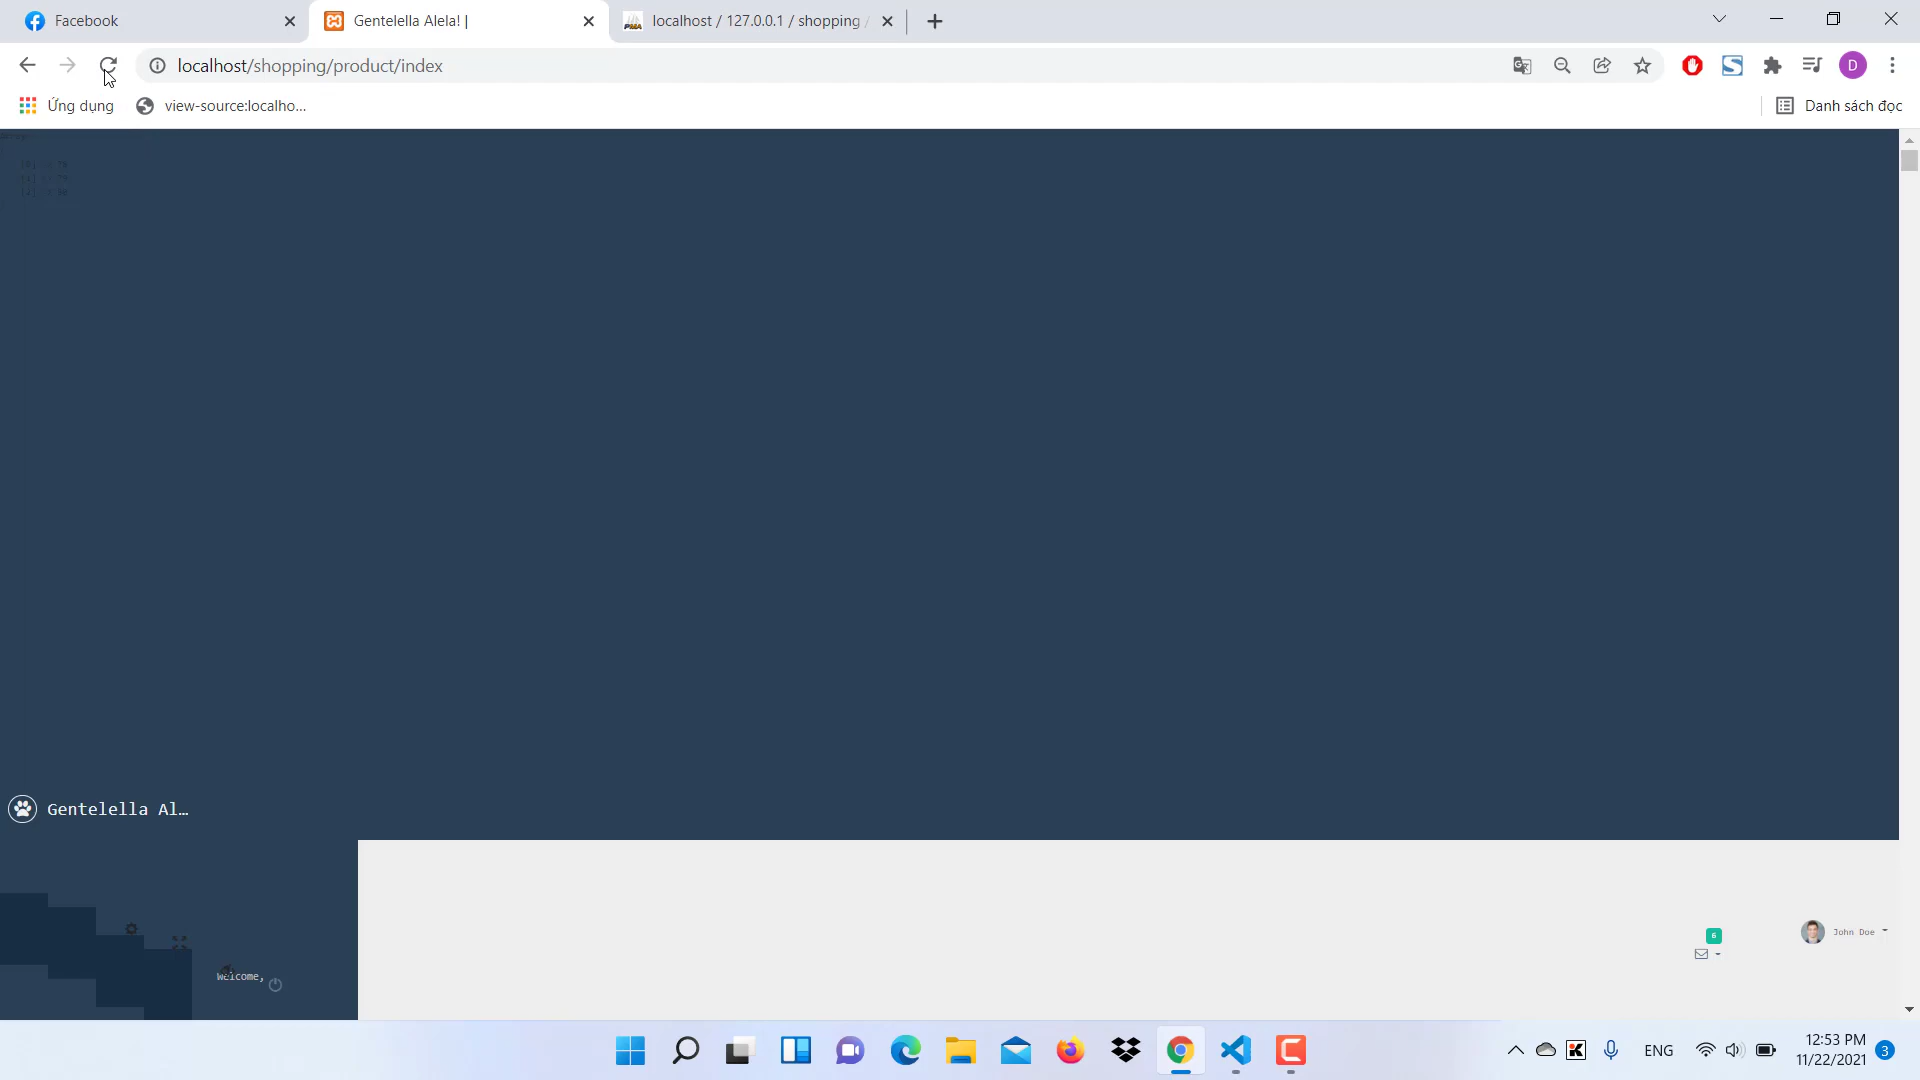 Facebook
Gentelella Alela! |
localhost / 127.0.0.1 / shopping /
localhost/shopping/product/index
D
Ứng dụng
view-source:localho...
Danh sách đọc
Gentelella Al…
6
John Doe
Welcome,
ENG
12:53 PM
11/22/2021
3